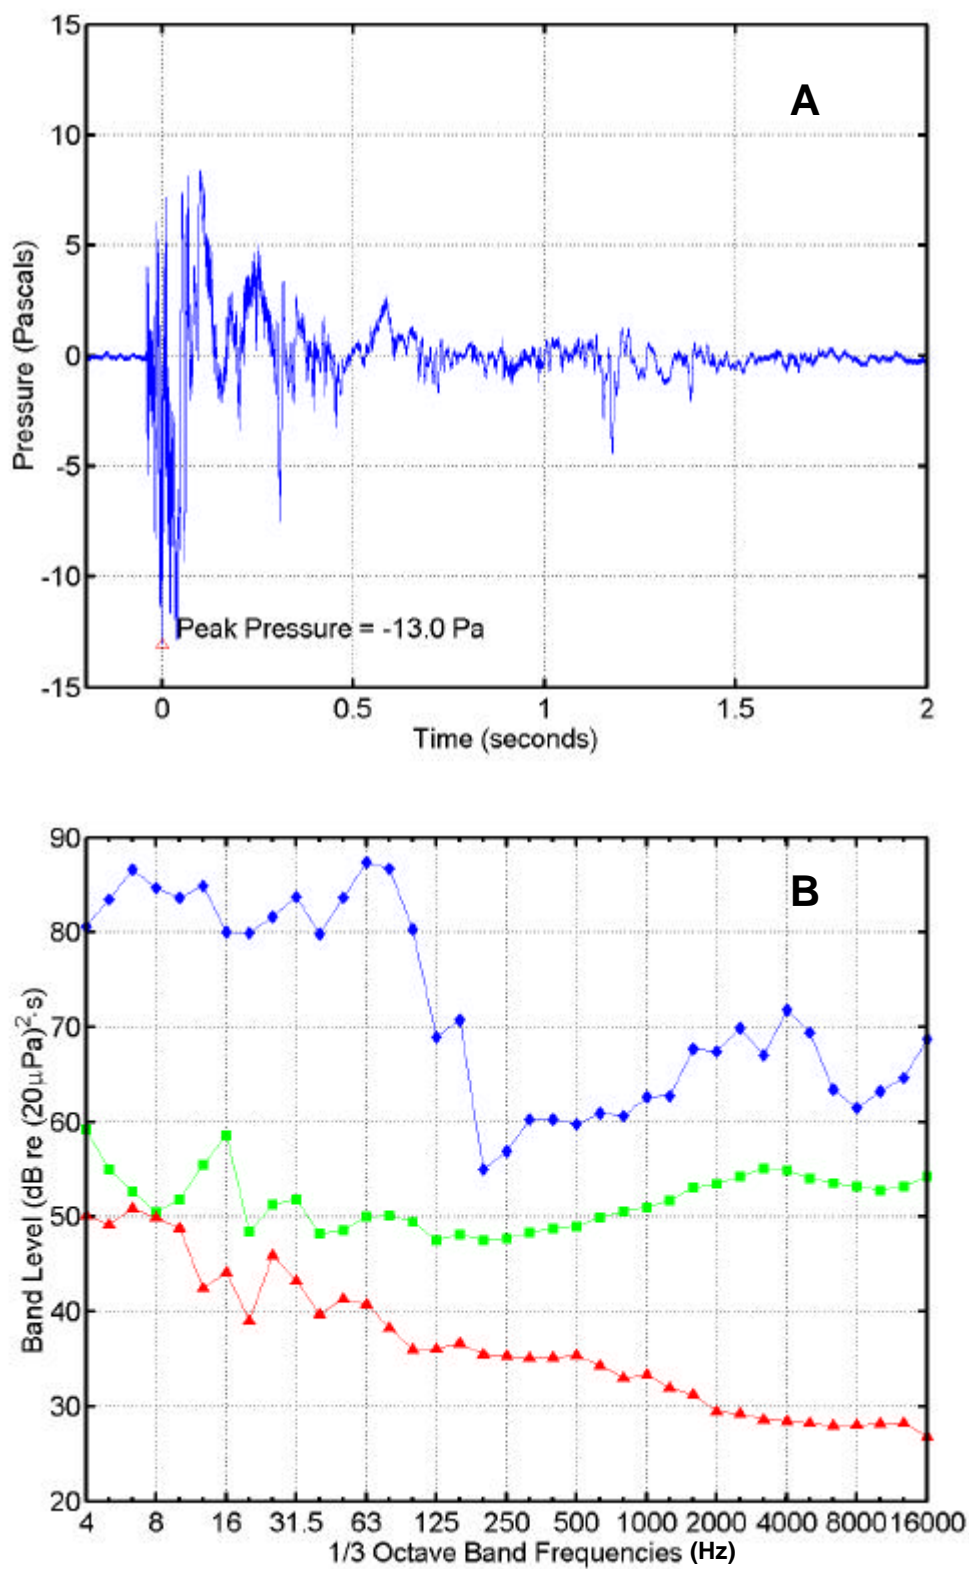 15
10
5
0
-5
-10
-15
Pressure (Pascals)
A
Peak Pressure = -13.0 Pa
0 0.5 1 1.5 2
Time (seconds)
90
80
70
60
50
40
30
20
Band Level (dB re (20µPa)²·s)
B
4 8 16 31.5 63 125 250 500 1000 2000 4000 8000 16000
1/3 Octave Band Frequencies (Hz)